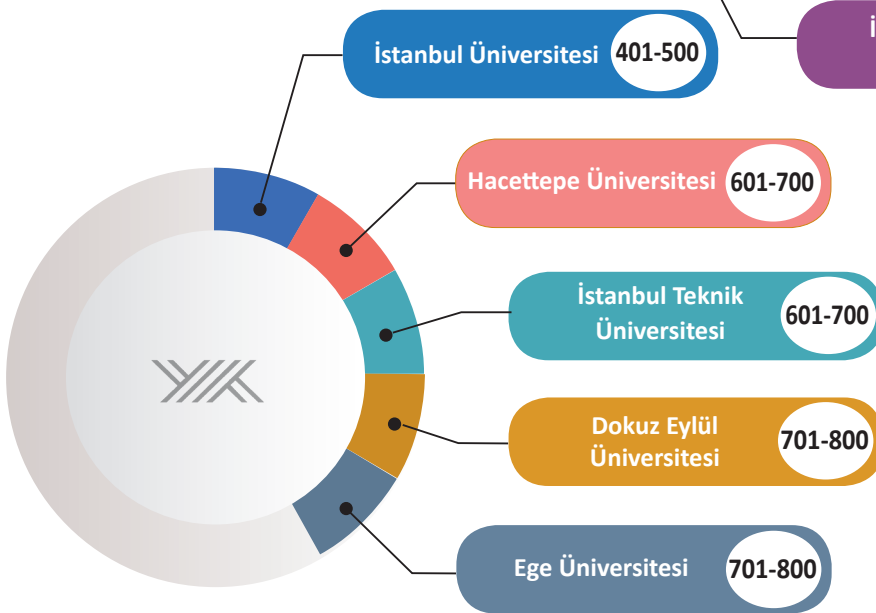 İstanbul Üniversitesi 401-500
Hacettepe Üniversitesi 601-700
İstanbul Teknik
Üniversitesi
601-700
Dokuz Eylül
Üniversitesi
701-800
Ege Üniversitesi 701-800